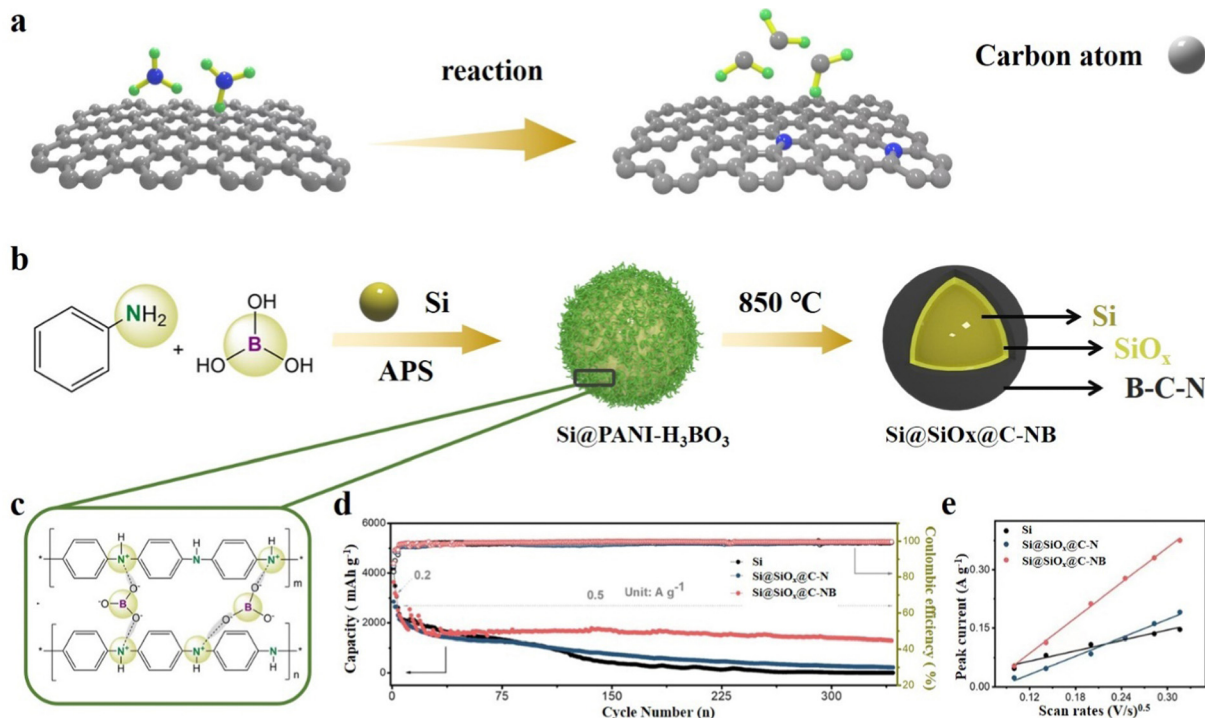 a
reaction
Carbon atom
b
NH₂
+
OH
B
HO
OH
Si
APS
850 °C
Si
SiOₓ
B-C-N
Si@PANI-H₃BO₃
Si@SiOx@C-NB
c
H
H
H
N⁺
N
N⁺
m
O
O
⁻O
B
O⁻
O
B
O⁻
N⁺
N⁺
N
H
H
H
n
d
6000
4000
2000
0
Capacity ( mAh g⁻¹)
0.2
0.5
Unit: A g⁻¹
Si
Si@SiOₓ@C-N
Si@SiOₓ@C-NB
100
80
60
40
20
Coulombic efficiency ( %)
0
75
150
225
300
Cycle Number (n)
e
Si
Si@SiOₓ@C-N
Si@SiOₓ@C-NB
0.30
0.15
0.00
Peak current (A g⁻¹)
0.12
0.18
0.24
0.30
Scan rates (V/s)⁰·⁵